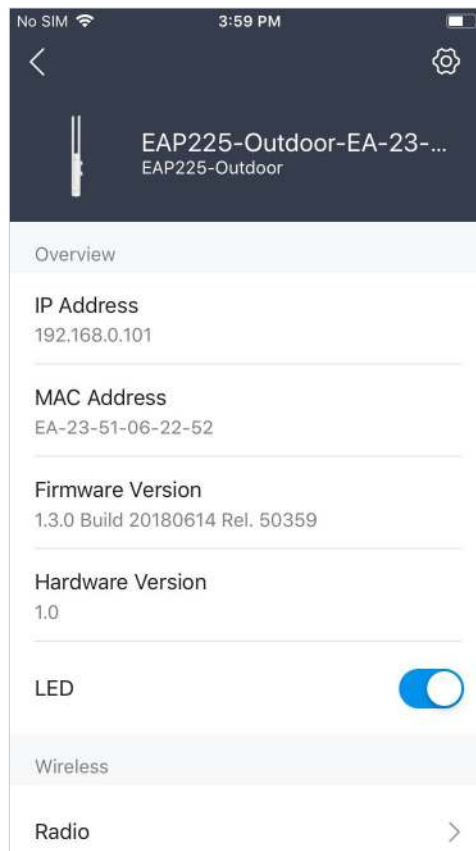 No SIM 3:59 PM
EAP225-Outdoor-EA-23-...
EAP225-Outdoor
Overview
IP Address
192.168.0.101
MAC Address
EA-23-51-06-22-52
Firmware Version
1.3.0 Build 20180614 Rel. 50359
Hardware Version
1.0
LED
Wireless
Radio